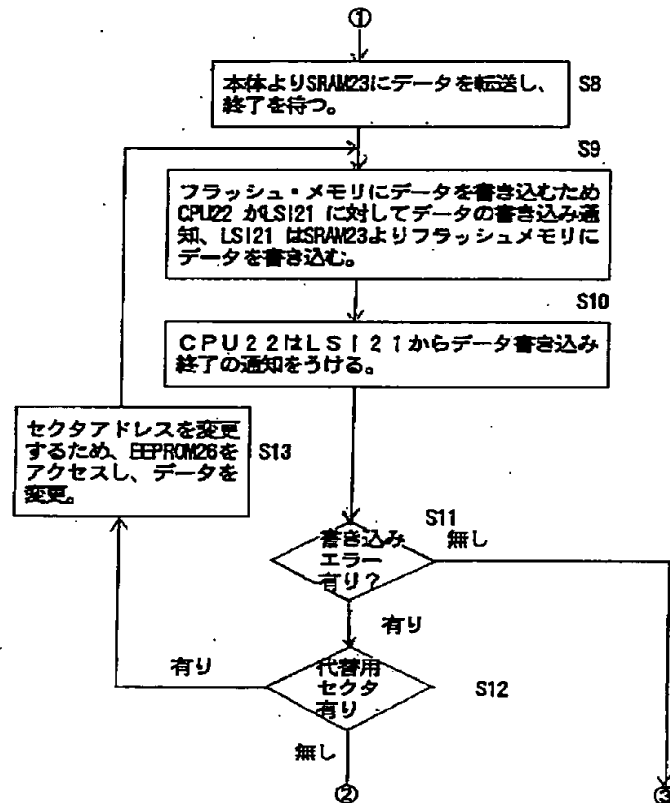 ①
本体よりSRAM23にデータを転送し、
終了を待つ。
S8
S9
フラッシュ・メモリにデータを書き込むため
CPU22 がLSI21 に対してデータの書き込み通
知、LSI21 はSRAM23よりフラッシュメモリに
データを書き込む。
S10
CPU22はLSI21からデータ書き込み
終了の通知をうける。
セクタアドレスを変更
するため、EEPROM26を
アクセスし、データを
変更。
S13
S11
書き込み
エラー
有り?
無し
有り
代替用
セクタ
有り
有り
S12
無し
②
③